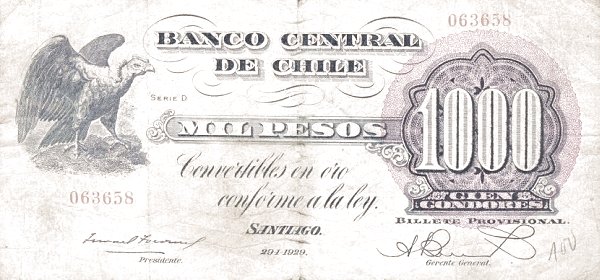 063658
BANCO CENTRAL
DE CHILE
SERIE D
MIL PESOS
1000
Convertibles en oro
conforme a la ley.
063658
CIEN
CONDORES
BILLETE PROVISIONAL.
SANTIAGO.
29-1-1929.
Presidente.
Gerente General.